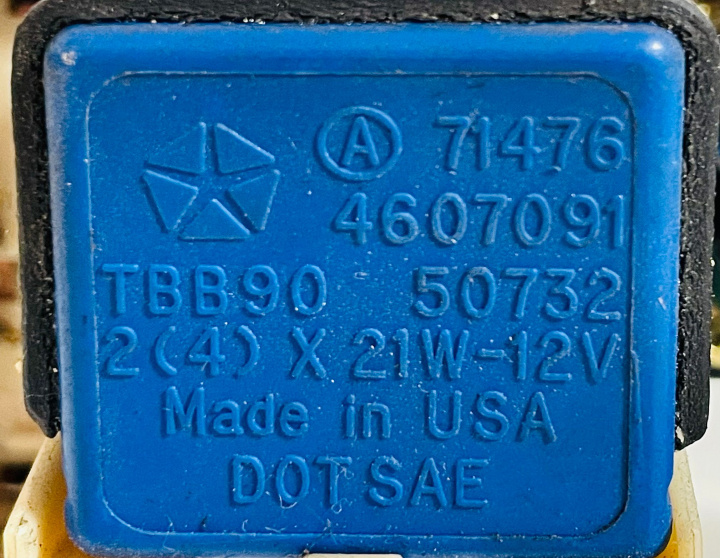 Ⓐ 71476
4607091
TBB90 50732
2(4) X 21W-12V
Made in USA
DOT SAE